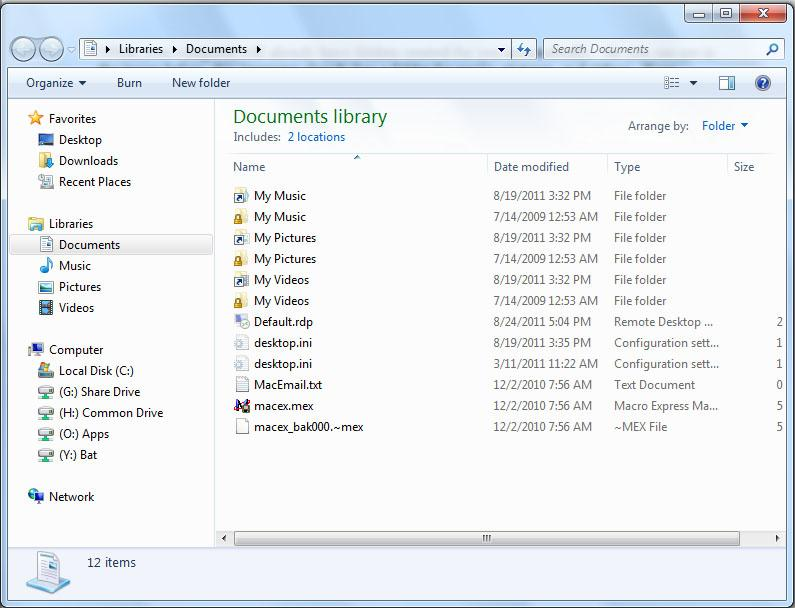 Libraries Documents
Search Documents
Organize Burn New folder
Favorites
Desktop
Downloads
Recent Places
Libraries
Documents
Music
Pictures
Videos
Computer
Local Disk (C:)
(G:) Share Drive
(H:) Common Drive
(O:) Apps
(Y:) Bat
Network
Documents library
Includes: 2 locations
Arrange by: Folder
Name Date modified Type Size
My Music 8/19/2011 3:32 PM File folder
My Music 7/14/2009 12:53 AM File folder
My Pictures 8/19/2011 3:32 PM File folder
My Pictures 7/14/2009 12:53 AM File folder
My Videos 8/19/2011 3:32 PM File folder
My Videos 7/14/2009 12:53 AM File folder
Default.rdp 8/24/2011 5:04 PM Remote Desktop ... 2
desktop.ini 8/19/2011 3:35 PM Configuration sett... 1
desktop.ini 3/11/2011 11:22 AM Configuration sett... 1
MacEmail.txt 12/2/2010 7:56 AM Text Document 0
macex.mex 12/2/2010 7:56 AM Macro Express Ma... 5
macex_bak000.~mex 12/2/2010 7:56 AM ~MEX File 5
12 items